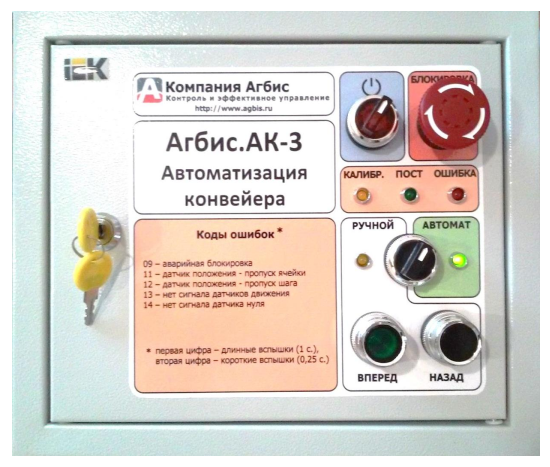 IEK
Компания Агбис
Контроль и эффективное управление
http://www.agbis.ru
БЛОКИРОВКА
Агбис.АК-3
Автоматизация
конвейера
КАЛИБР. ПОСТ ОШИБКА
Коды ошибок *
09 – аварийная блокировка
11 – датчик положения - пропуск ячейки
12 – датчик положения - пропуск шага
13 – нет сигнала датчиков движения
14 – нет сигнала датчика нуля
* первая цифра – длинные вспышки (1 с.),
вторая цифра – короткие вспышки (0,25 с.)
РУЧНОЙ АВТОМАТ
ВПЕРЕД НАЗАД